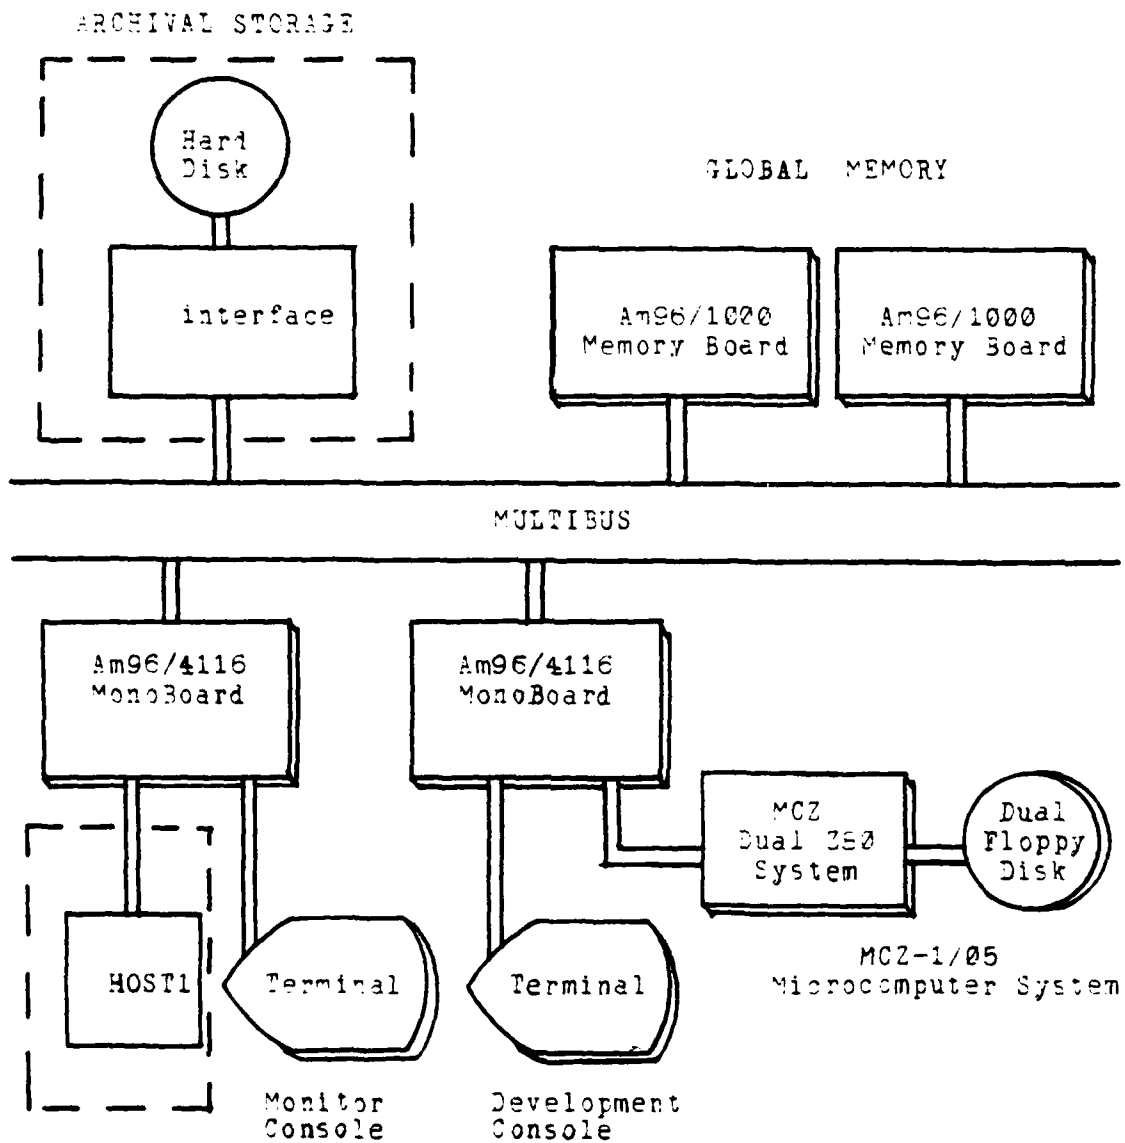 ARCHIVAL STORAGE
Hard
Disk
interface
GLOBAL MEMORY
Am96/1000
Memory Board
Am96/1000
Memory Board
MULTIBUS
Am96/4116
MonoBoard
Am96/4116
MonoBoard
MCZ
Dual Z80
System
Dual
Floppy
Disk
HOST1
Terminal
Terminal
MCZ-1/05
Microcomputer System
Monitor
Console
Development
Console